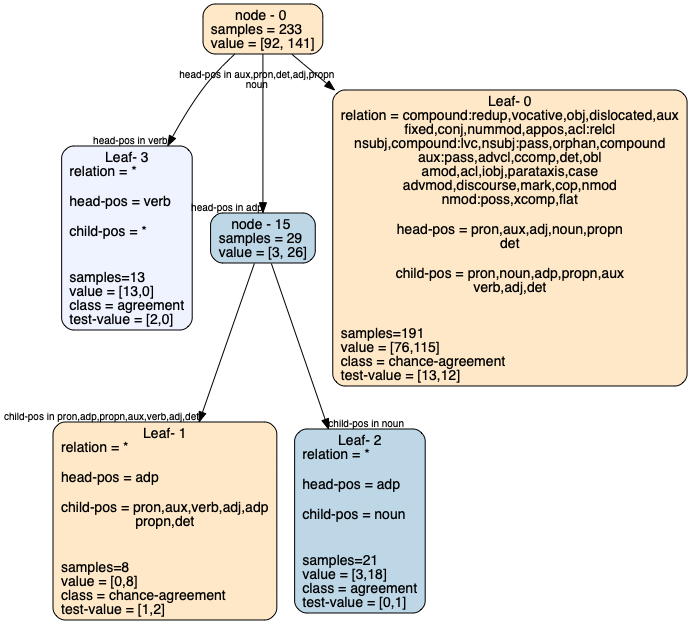 node - 0
samples = 233
value = [92, 141]
head-pos in aux,pron,det,adj,propn
noun
head-pos in verb
Leaf- 3
relation = *
head-pos = verb
child-pos = *
samples=13
value = [13,0]
class = agreement
test-value = [2,0]
head-pos in adp
node - 15
samples = 29
value = [3, 26]
Leaf- 0
relation = compound:redup,vocative,obj,dislocated,aux
fixed,conj,nummod,appos,acl:relcl
nsubj,compound:lvc,nsubj:pass,orphan,compound
aux:pass,advcl,ccomp,det,obl
amod,acl,iobj,parataxis,case
advmod,discourse,mark,cop,nmod
nmod:poss,xcomp,flat
head-pos = pron,aux,adj,noun,propn
det
child-pos = pron,noun,adp,propn,aux
verb,adj,det
samples=191
value = [76,115]
class = chance-agreement
test-value = [13,12]
child-pos in pron,adp,propn,aux,verb,adj,det
Leaf- 1
relation = *
head-pos = adp
child-pos = pron,aux,verb,adj,adp
propn,det
samples=8
value = [0,8]
class = chance-agreement
test-value = [1,2]
child-pos in noun
Leaf- 2
relation = *
head-pos = adp
child-pos = noun
samples=21
value = [3,18]
class = agreement
test-value = [0,1]